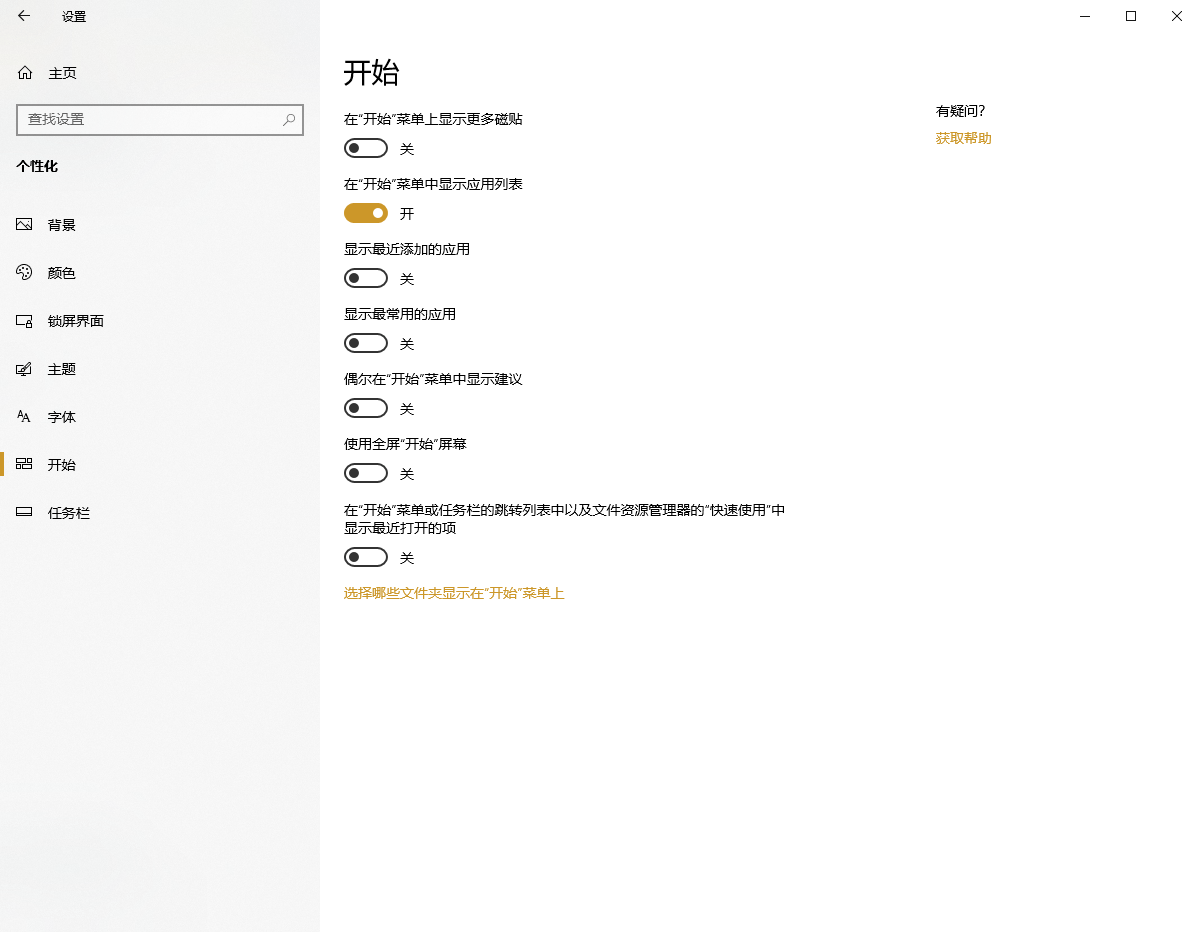 设置
主页
查找设置
个性化
背景
颜色
锁屏界面
主题
字体
开始
任务栏
开始
在“开始”菜单上显示更多磁贴
关
在“开始”菜单中显示应用列表
开
显示最近添加的应用
关
显示最常用的应用
关
偶尔在“开始”菜单中显示建议
关
使用全屏“开始”屏幕
关
在“开始”菜单或任务栏的跳转列表中以及文件资源管理器的“快速使用”中
显示最近打开的项
关
选择哪些文件夹显示在“开始”菜单上
有疑问?
获取帮助